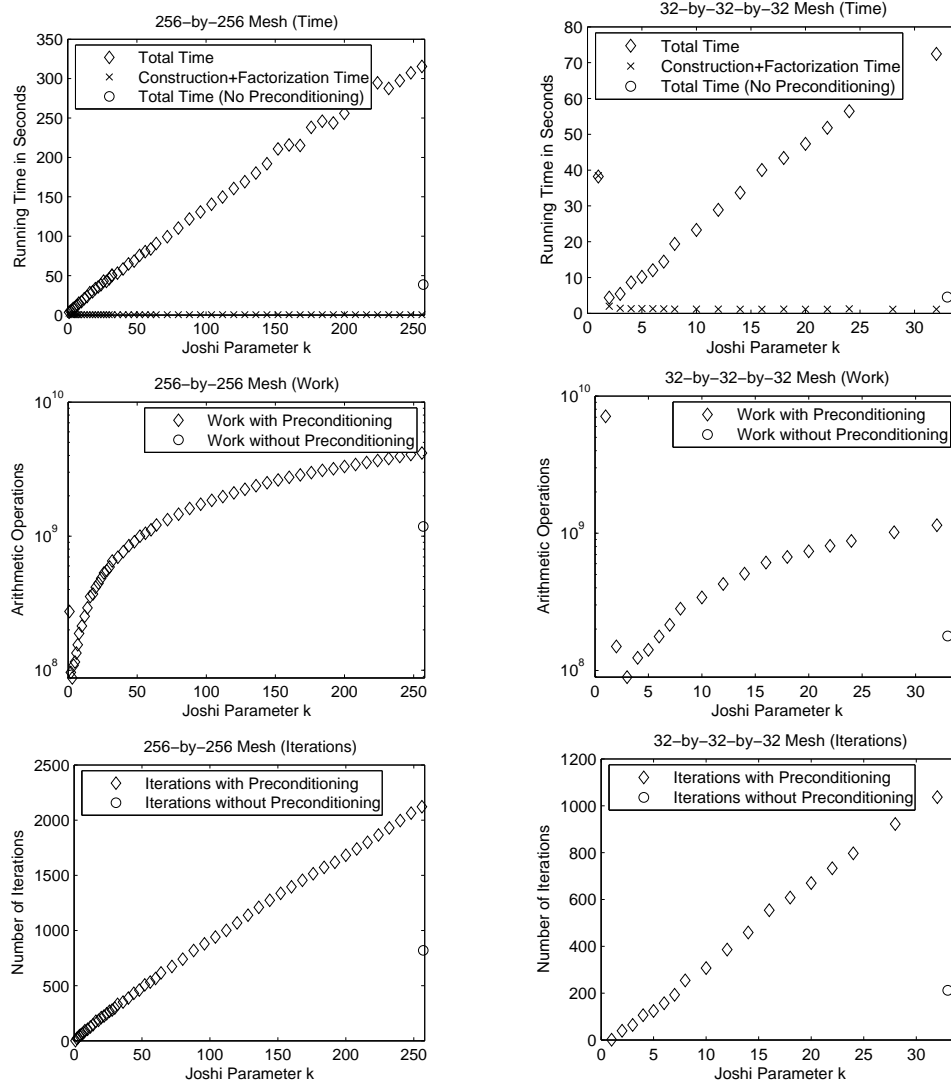 256−by−256 Mesh (Time)
350
300
250
200
150
100
50
0
Running Time in Seconds
Total Time
Construction+Factorization Time
Total Time (No Preconditioning)
0 50 100 150 200 250
Joshi Parameter k
32−by−32−by−32 Mesh (Time)
80
70
60
50
40
30
20
10
0
Running Time in Seconds
Total Time
Construction+Factorization Time
Total Time (No Preconditioning)
0 5 10 15 20 25 30
Joshi Parameter k
256−by−256 Mesh (Work)
10^10
10^9
10^8
Arithmetic Operations
Work with Preconditioning
Work without Preconditioning
0 50 100 150 200 250
Joshi Parameter k
32−by−32−by−32 Mesh (Work)
10^10
10^9
10^8
Arithmetic Operations
Work with Preconditioning
Work without Preconditioning
0 5 10 15 20 25 30
Joshi Parameter k
256−by−256 Mesh (Iterations)
2500
2000
1500
1000
500
0
Number of Iterations
Iterations with Preconditioning
Iterations without Preconditioning
0 50 100 150 200 250
Joshi Parameter k
32−by−32−by−32 Mesh (Iterations)
1200
1000
800
600
400
200
0
Number of Iterations
Iterations with Preconditioning
Iterations without Preconditioning
0 5 10 15 20 25 30
Joshi Parameter k